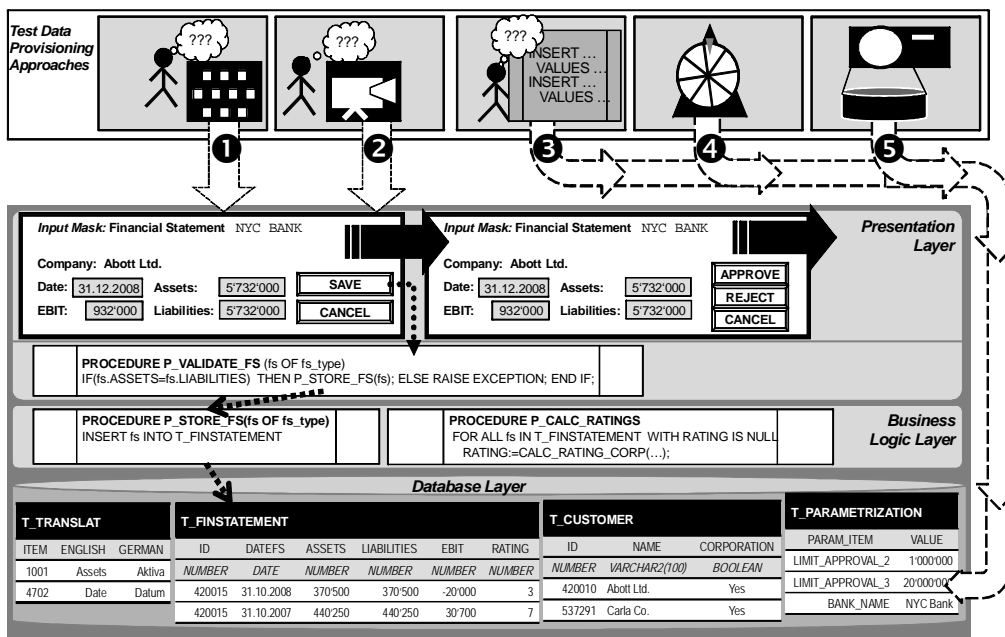 Test Data
Provisioning
Approaches
???
???
???
INSERT …
VALUES …
INSERT …
VALUES …
1
2
3
4
5
Input Mask: Financial Statement NYC BANK
Company: Abott Ltd.
Date: 31.12.2008 Assets: 5'732'000
EBIT: 932'000 Liabilities: 5'732'000
SAVE
CANCEL
Input Mask: Financial Statement NYC BANK
Company: Abott Ltd.
Date: 31.12.2008 Assets: 5'732'000
EBIT: 932'000 Liabilities: 5'732'000
APPROVE
REJECT
CANCEL
Presentation
Layer
PROCEDURE P_VALIDATE_FS (fs OF fs_type)
IF(fs.ASSETS=fs.LIABILITIES) THEN P_STORE_FS(fs); ELSE RAISE EXCEPTION; END IF;
PROCEDURE P_STORE_FS(fs OF fs_type)
INSERT fs INTO T_FINSTATEMENT
PROCEDURE P_CALC_RATINGS
FOR ALL fs IN T_FINSTATEMENT WITH RATING IS NULL
RATING:=CALC_RATING_CORP(…);
Business
Logic Layer
Database Layer
T_TRANSLAT
ITEM ENGLISH GERMAN
1001 Assets Aktiva
4702 Date Datum
T_FINSTATEMENT
ID DATEFS ASSETS LIABILITIES EBIT RATING
NUMBER DATE NUMBER NUMBER NUMBER NUMBER
420015 31.10.2008 370'500 370'500 -20'000 3
420015 31.10.2007 440'250 440'250 30'700 7
T_CUSTOMER
ID NAME CORPORATION
NUMBER VARCHAR2(100) BOOLEAN
420010 Abott Ltd. Yes
537291 Carla Co. Yes
T_PARAMETRIZATION
PARAM_ITEM VALUE
LIMIT_APPROVAL_2 1'000'000
LIMIT_APPROVAL_3 20'000'000
BANK_NAME NYC Bank